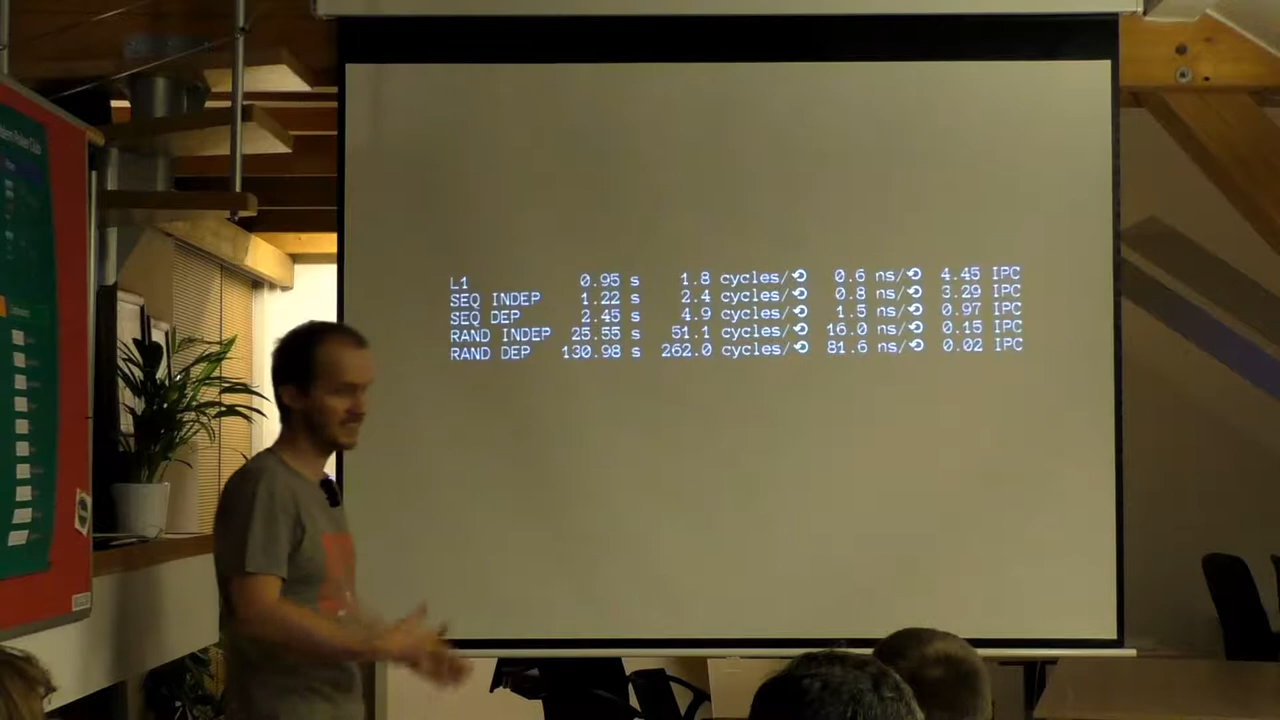 L1 0.95 s 1.8 cycles/⟲ 0.6 ns/⟲ 4.45 IPC
SEQ INDEP 1.22 s 2.4 cycles/⟲ 0.8 ns/⟲ 3.29 IPC
SEQ DEP 2.45 s 4.9 cycles/⟲ 1.5 ns/⟲ 0.97 IPC
RAND INDEP 25.55 s 51.1 cycles/⟲ 16.0 ns/⟲ 0.15 IPC
RAND DEP 130.98 s 262.0 cycles/⟲ 81.6 ns/⟲ 0.02 IPC